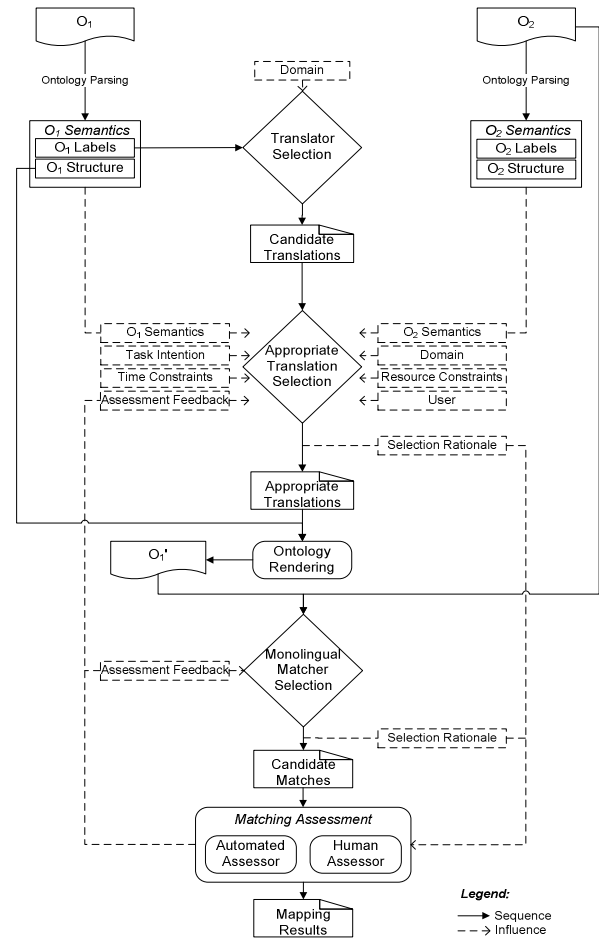 O1
O2
Ontology Parsing
Domain
Ontology Parsing
O1 Semantics
O1 Labels
O1 Structure
Translator
Selection
O2 Semantics
O2 Labels
O2 Structure
Candidate
Translations
O1 Semantics
Task Intention
Time Constraints
Assessment Feedback
Appropriate
Translation
Selection
O2 Semantics
Domain
Resource Constraints
User
Selection Rationale
Appropriate
Translations
O1'
Ontology
Rendering
Assessment Feedback
Monolingual
Matcher
Selection
Selection Rationale
Candidate
Matches
Matching Assessment
Automated
Assessor
Human
Assessor
Mapping
Results
Legend:
Sequence
Influence